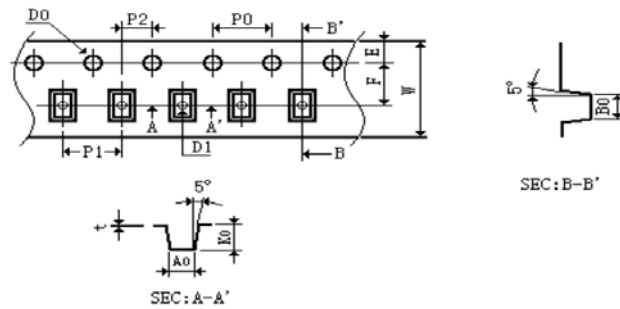 D0
P2
P0
B'
E
F
W
A
A'
P1
D1
B
5°
B0
SEC:B-B'
5°
t
K0
A0
SEC:A-A'